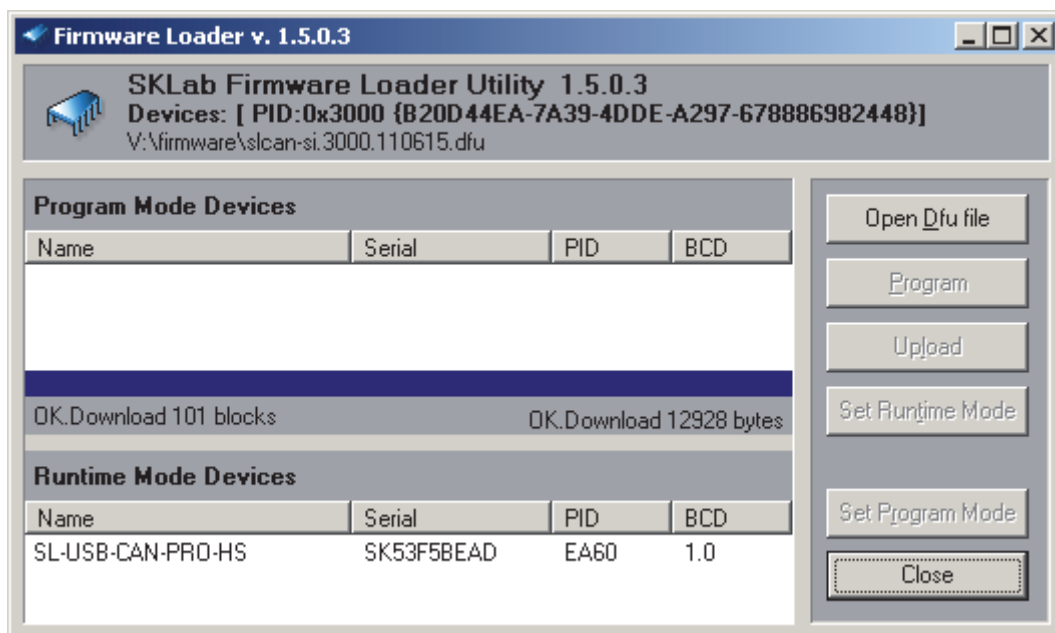 Firmware Loader v. 1.5.0.3
SKLab Firmware Loader Utility 1.5.0.3
Devices: [ PID:0x3000 {B20D44EA-7A39-4DDE-A297-678886982448}]
V:\firmware\slcan-si.3000.110615.dfu
Program Mode Devices
Name Serial PID BCD
OK.Download 101 blocks OK.Download 12928 bytes
Runtime Mode Devices
Name Serial PID BCD
SL-USB-CAN-PRO-HS SK53F5BEAD EA60 1.0
Open Dfu file
Program
Upload
Set Runtime Mode
Set Program Mode
Close